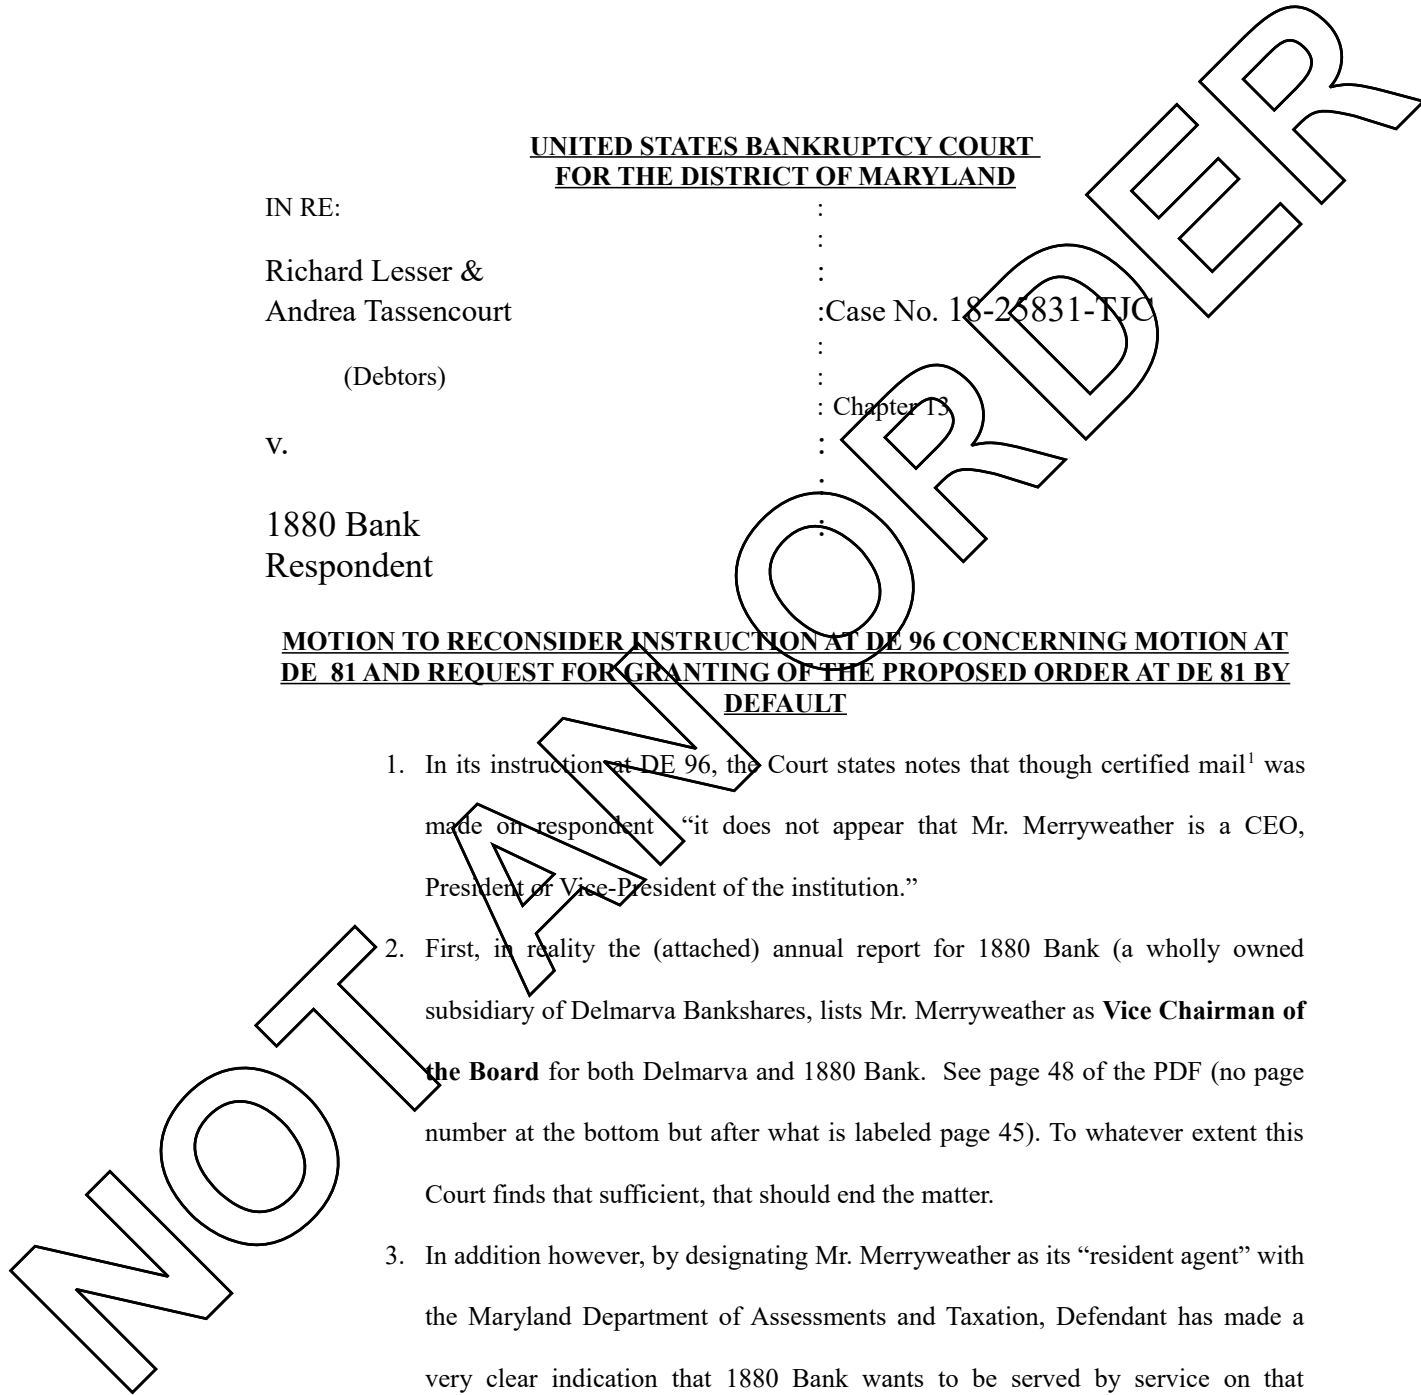 UNITED STATES BANKRUPTCY COURT
FOR THE DISTRICT OF MARYLAND
IN RE: :
:
Richard Lesser & :
Andrea Tassencourt :Case No. 18-25831-TJC
:
(Debtors) :
: Chapter 13
v. :
:
1880 Bank :
Respondent
MOTION TO RECONSIDER INSTRUCTION AT DE 96 CONCERNING MOTION AT
DE 81 AND REQUEST FOR GRANTING OF THE PROPOSED ORDER AT DE 81 BY
DEFAULT
1. In its instruction at DE 96, the Court states notes that though certified mail1 was
made on respondent “it does not appear that Mr. Merryweather is a CEO,
President or Vice-President of the institution.”
2. First, in reality the (attached) annual report for 1880 Bank (a wholly owned
subsidiary of Delmarva Bankshares, lists Mr. Merryweather as Vice Chairman of
the Board for both Delmarva and 1880 Bank. See page 48 of the PDF (no page
number at the bottom but after what is labeled page 45). To whatever extent this
Court finds that sufficient, that should end the matter.
3. In addition however, by designating Mr. Merryweather as its “resident agent” with
the Maryland Department of Assessments and Taxation, Defendant has made a
very clear indication that 1880 Bank wants to be served by service on that
NOT AN ORDER